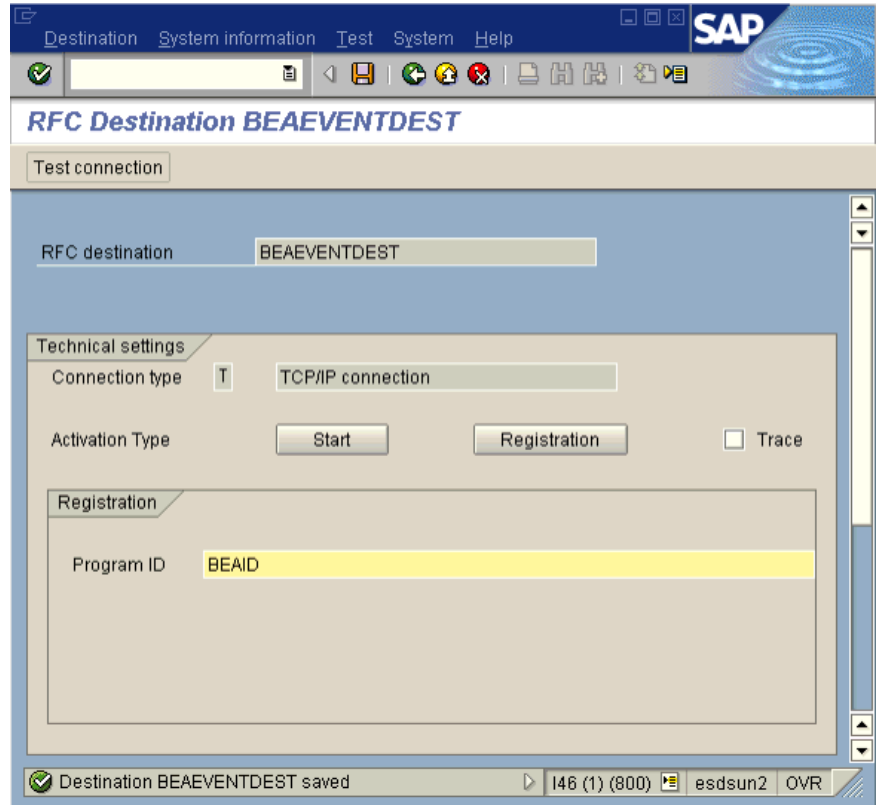 Destination System information Test System Help
SAP
RFC Destination BEAEVENTDEST
Test connection
RFC destination BEAEVENTDEST
Technical settings
Connection type T TCP/IP connection
Activation Type Start Registration Trace
Registration
Program ID BEAID
Destination BEAEVENTDEST saved I46 (1) (800) esdsun2 OVR